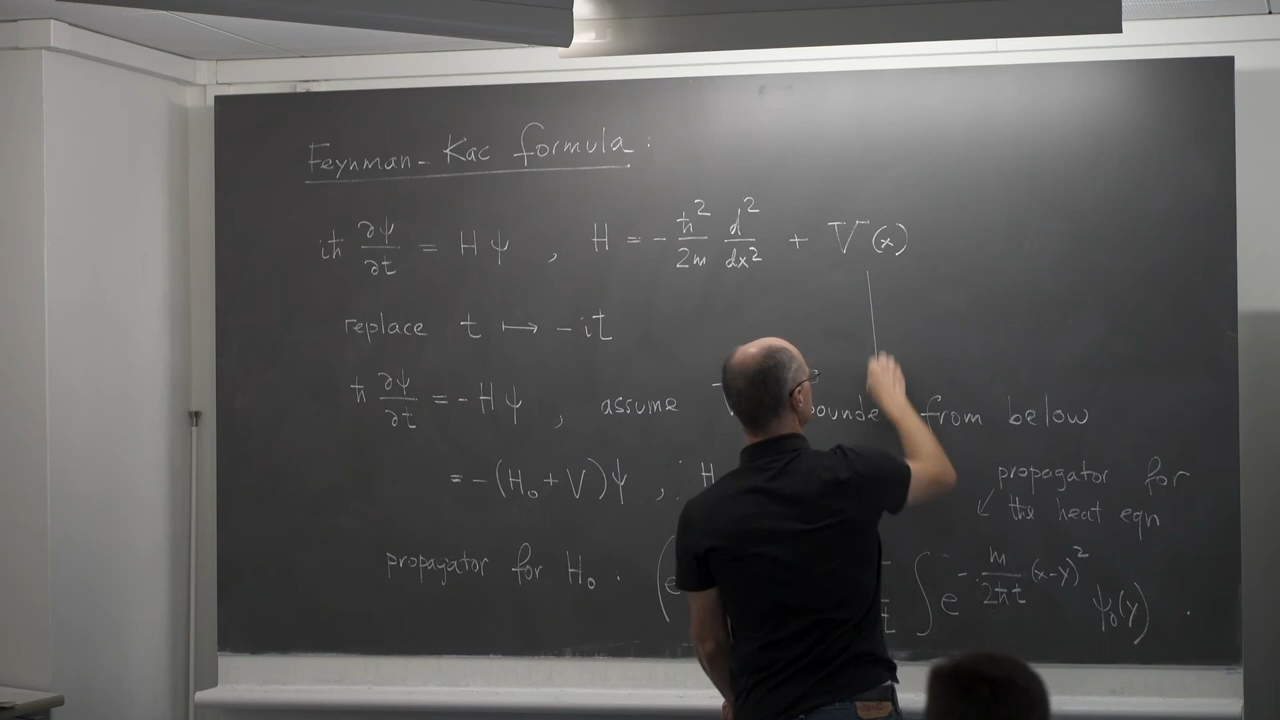 Feynman-Kac formula:
iħ ∂ψ/∂t = Hψ , H = -ħ²/2m d²/dx² + V(x)
replace t ↦ -it
ħ ∂ψ/∂t = -Hψ , assume from below
= -(H₀+V)ψ , H
propagator for
the heat eqn
propagator for H₀ . (e ∫ e^{-m/2ħt (x-y)²} ψ₀(y) .